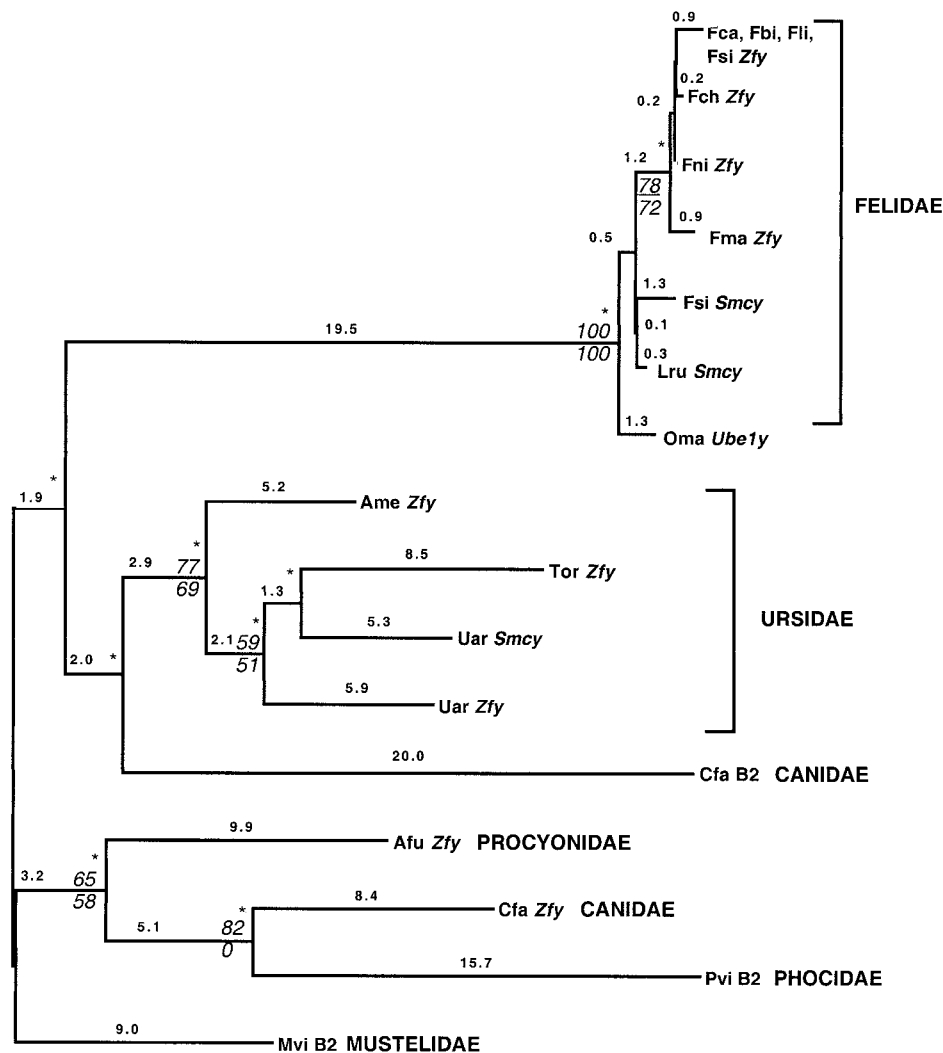 0.9
Fca, Fbi, Fli,
Fsi Zfy
0.2
Fch Zfy
0.2
*
1.2
Fni Zfy
78
72
FELIDAE
0.9
Fma Zfy
0.5
1.3
Fsi Smcy
*
0.1
19.5
100
100
0.3
Lru Smcy
1.3
Oma Ube1y
*
1.9
5.2
Ame Zfy
*
2.9
77
69
8.5
Tor Zfy
*
1.3
*
URSIDAE
5.3
Uar Smcy
2.1
59
51
2.0
*
5.9
Uar Zfy
20.0
Cfa B2 CANIDAE
9.9
Afu Zfy PROCYONIDAE
*
3.2
65
58
8.4
Cfa Zfy CANIDAE
*
5.1
82
0
15.7
Pvi B2 PHOCIDAE
9.0
Mvi B2 MUSTELIDAE